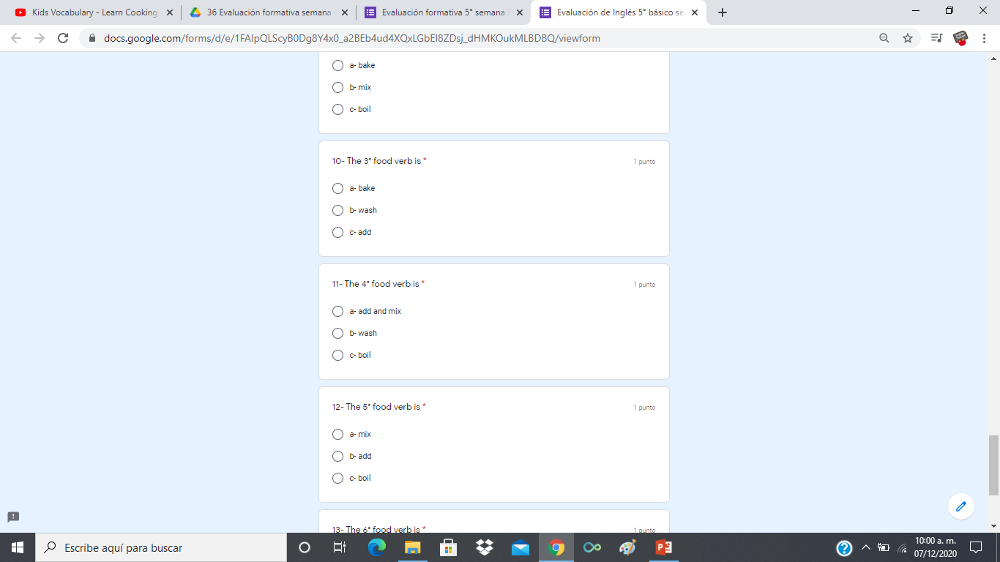 Kids Vocabulary - Learn Cooking
36 Evaluación formativa semana
Evaluación formativa 5° semana
Evaluación de Inglés 5° básico se
docs.google.com/forms/d/e/1FAIpQLScyB0Dg8Y4x0_a2BEb4ud4XQxLGbEI8ZDsj_dHMKOukMLBDBQ/viewform
a- bake
b- mix
c- boil
10- The 3° food verb is *
1 punto
a- bake
b- wash
c- add
11- The 4° food verb is *
1 punto
a- add and mix
b- wash
c- boil
12- The 5° food verb is *
1 punto
a- mix
b- add
c- boil
13- The 6° food verb is *
1 punto
Escribe aquí para buscar
10:00 a. m.
07/12/2020